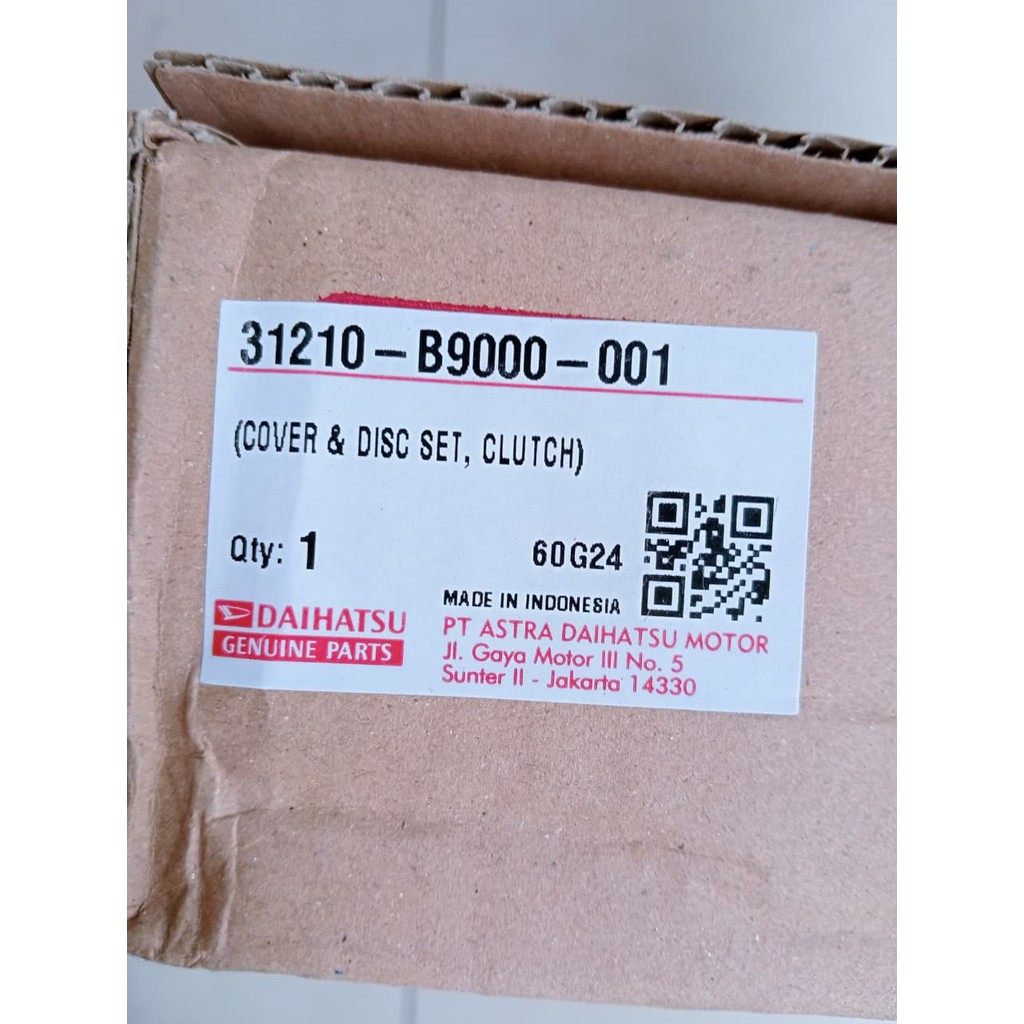 31210-B9000-001
(COVER & DISC SET, CLUTCH)
Qty: 1
60G24
MADE IN INDONESIA
DAIHATSU
GENUINE PARTS
PT ASTRA DAIHATSU MOTOR
Jl. Gaya Motor III No. 5
Sunter II - Jakarta 14330